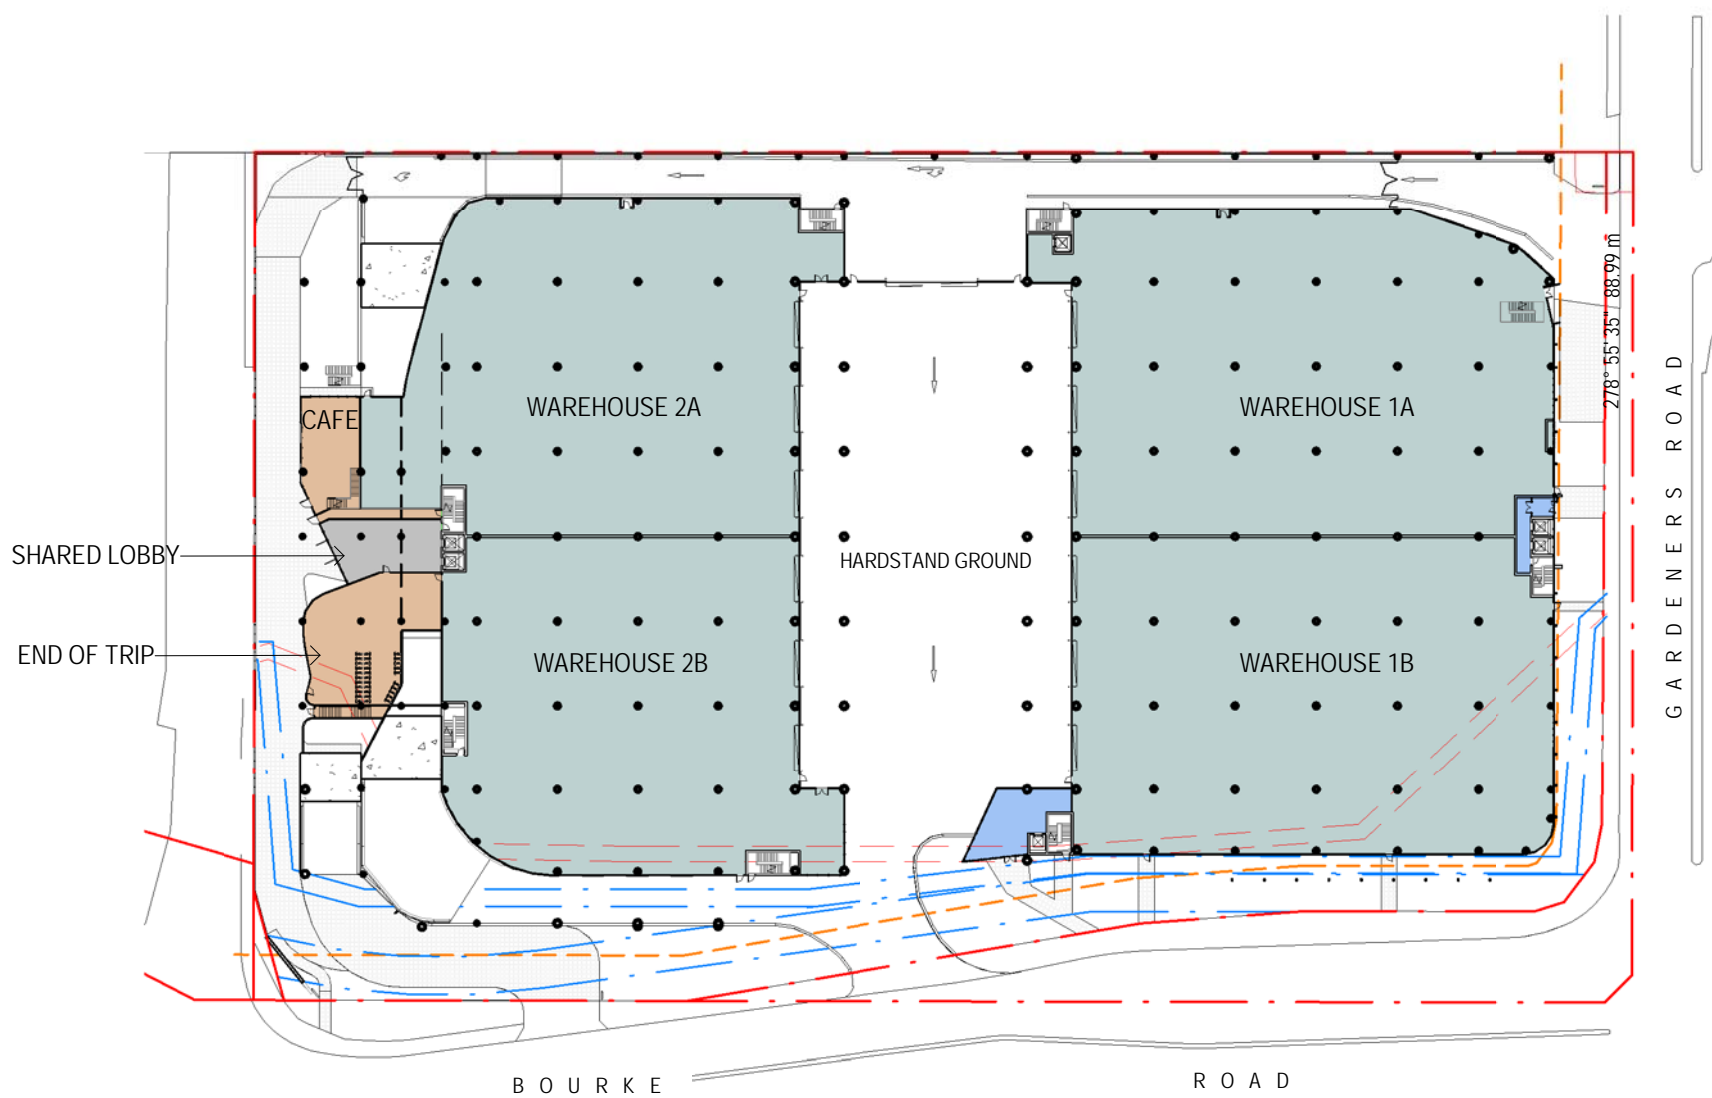 278° 55' 35" 88.99 m
WAREHOUSE 2A
WAREHOUSE 1A
CAFE
GARDENERS ROAD
SHARED LOBBY
HARDSTAND GROUND
END OF TRIP
WAREHOUSE 2B
WAREHOUSE 1B
BOURKE ROAD